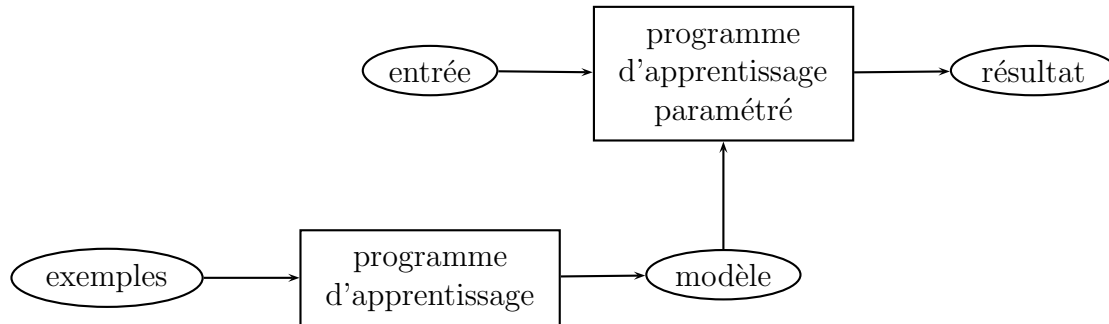 entrée
programme
d'apprentissage
paramétré
résultat
exemples
programme
d'apprentissage
modèle